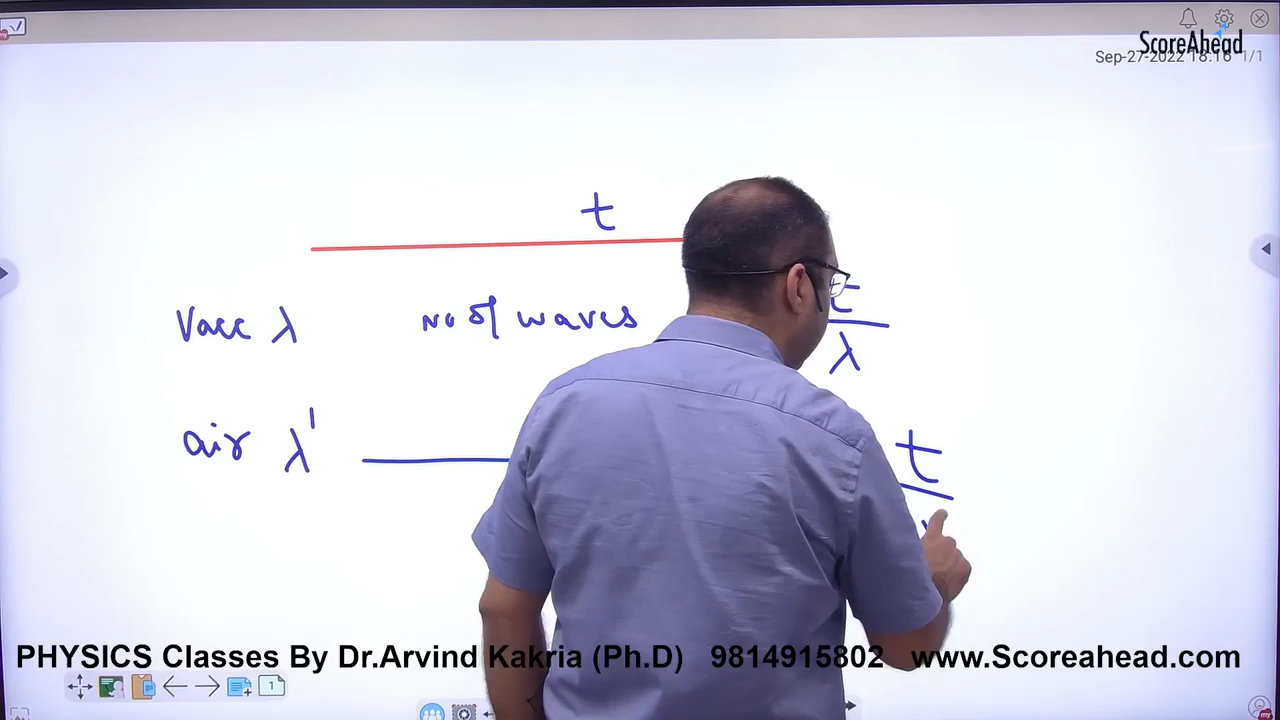 ScoreAhead
Sep-27-2022 18:16 1/1
t
Vacc λ no of waves t/λ
air λ' t/
PHYSICS Classes By Dr.Arvind Kakria (Ph.D) 9814915802 www.Scoreahead.com
1